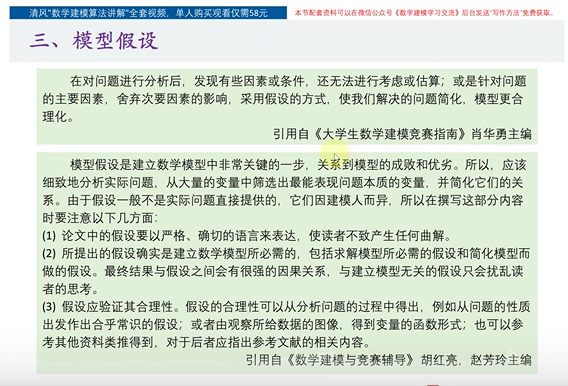 清风“数学建模算法讲解”全套视频，单人购买观看仅需58元
本节配套资料可以在微信公众号《数学建模学习交流》后台发送“写作方法”免费获取。
三、模型假设
在对问题进行分析后，发现有些因素或条件，还无法进行考虑或估算；或是针对问题
的主要因素，舍弃次要因素的影响，采用假设的方式，使我们解决的问题简化，模型更合
理化。
引用自《大学生数学建模竞赛指南》肖华勇主编
模型假设是建立数学模型中非常关键的一步，关系到模型的成败和优劣。所以，应该
细致地分析实际问题，从大量的变量中筛选出最能表现问题本质的变量，并简化它们的关
系。由于假设一般不是实际问题直接提供的，它们因建模人而异，所以在撰写这部分内容
时要注意以下几方面：
(1) 论文中的假设要以严格、确切的语言来表达，使读者不致产生任何曲解。
(2) 所提出的假设确实是建立数学模型所必需的，包括求解模型所必需的假设和简化模型而
做的假设。最终结果与假设之间会有很强的因果关系，与建立模型无关的假设只会扰乱读
者的思考。
(3) 假设应验证其合理性。假设的合理性可以从分析问题的过程中得出，例如从问题的性质
出发作出合乎常识的假设；或者由观察所给数据的图像，得到变量的函数形式；也可以参
考其他资料类推得到，对于后者应指出参考文献的相关内容。
引用自《数学建模与竞赛辅导》 胡红亮，赵芳玲主编